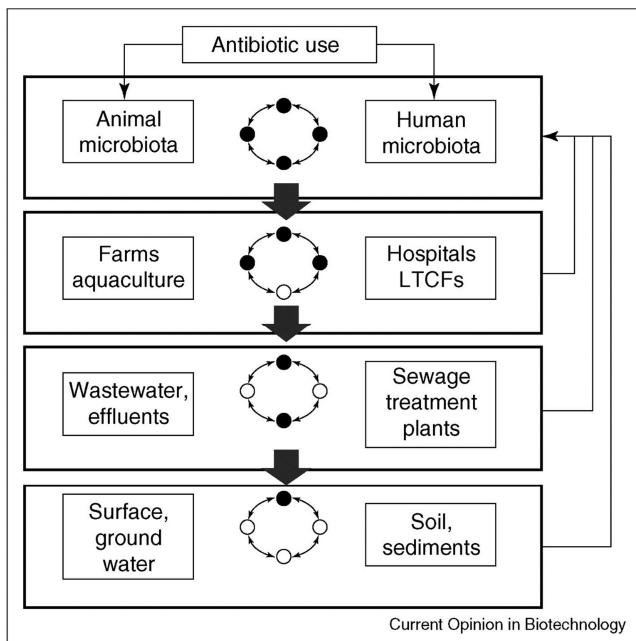 Antibiotic use
Animal
microbiota
Human
microbiota
Farms
aquaculture
Hospitals
LTCFs
Wastewater,
effluents
Sewage
treatment
plants
Surface,
ground
water
Soil,
sediments
Current Opinion in Biotechnology